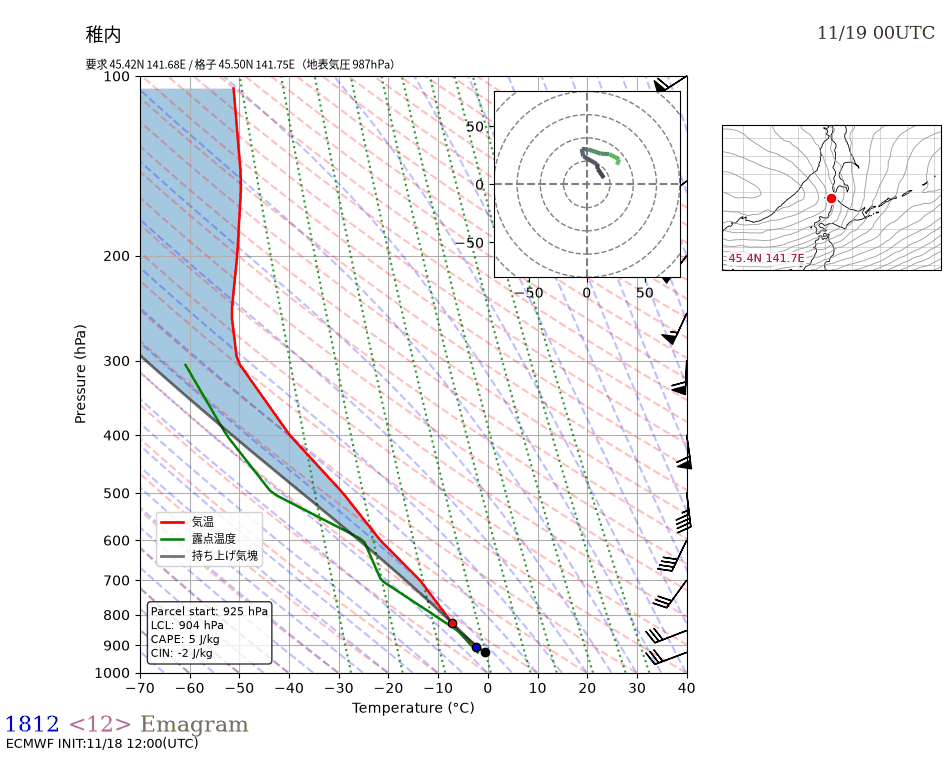 稚内
11/19 00UTC
要求 45.42N 141.68E / 格子 45.50N 141.75E（地表気圧 987hPa）
100
200
300
400
500
600
700
800
900
1000
Pressure (hPa)
50
0
−50
−50 0 50
45.4N 141.7E
気温
露点温度
持ち上げ気塊
Parcel start: 925 hPa
LCL: 904 hPa
CAPE: 5 J/kg
CIN: -2 J/kg
−70 −60 −50 −40 −30 −20 −10 0 10 20 30 40
Temperature (°C)
1812 <12> Emagram
ECMWF INIT:11/18 12:00(UTC)